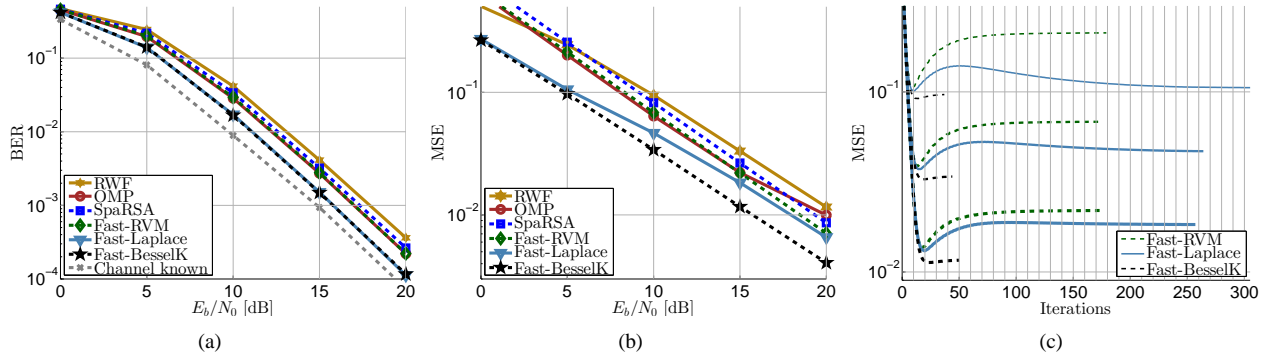 10^{-1}
10^{-2}
10^{-3}
10^{-4}
BER
RWF
OMP
SpaRSA
Fast-RVM
Fast-Laplace
Fast-BesselK
Channel known
0 5 10 15 20
E_b/N_0 [dB]
(a)
10^{-1}
10^{-2}
MSE
RWF
OMP
SpaRSA
Fast-RVM
Fast-Laplace
Fast-BesselK
0 5 10 15 20
E_b/N_0 [dB]
(b)
10^{-1}
10^{-2}
MSE
Fast-RVM
Fast-Laplace
Fast-BesselK
0 50 100 150 200 250 300
Iterations
(c)